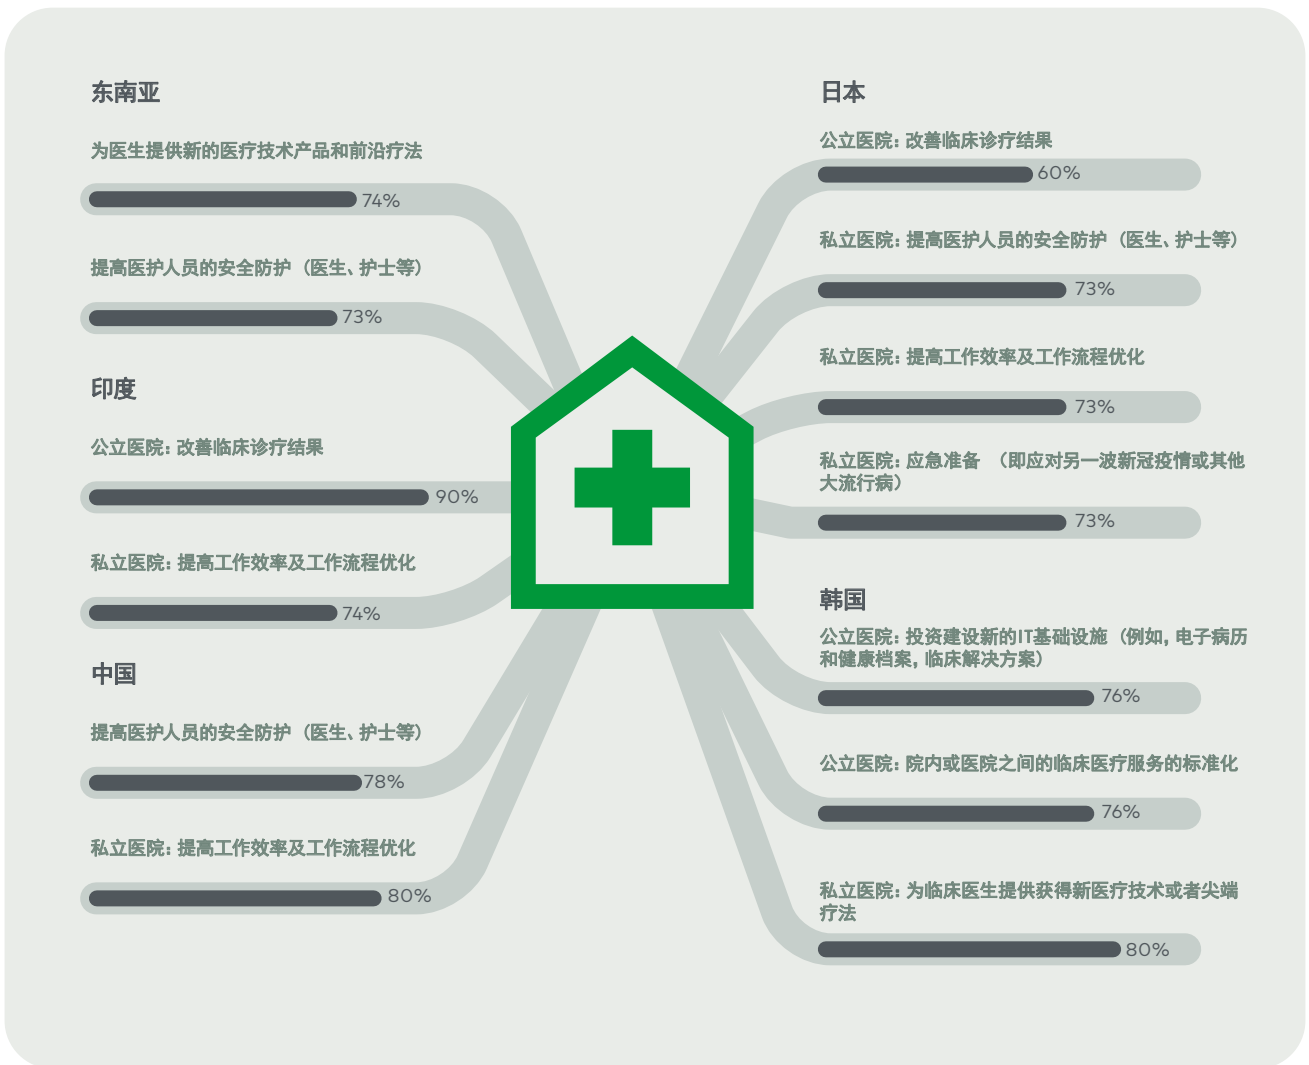 东南亚
为医生提供新的医疗技术产品和前沿疗法
74%
提高医护人员的安全防护（医生、护士等）
73%
印度
公立医院：改善临床诊疗结果
90%
私立医院：提高工作效率及工作流程优化
74%
中国
提高医护人员的安全防护（医生、护士等）
78%
私立医院：提高工作效率及工作流程优化
80%
日本
公立医院：改善临床诊疗结果
60%
私立医院：提高医护人员的安全防护（医生、护士等）
73%
私立医院：提高工作效率及工作流程优化
73%
私立医院：应急准备 （即应对另一波新冠疫情或其他
大流行病）
73%
韩国
公立医院：投资建设新的IT基础设施（例如，电子病历
和健康档案，临床解决方案）
76%
公立医院：院内或医院之间的临床医疗服务的标准化
76%
私立医院：为临床医生提供获得新医疗技术或者尖端
疗法
80%